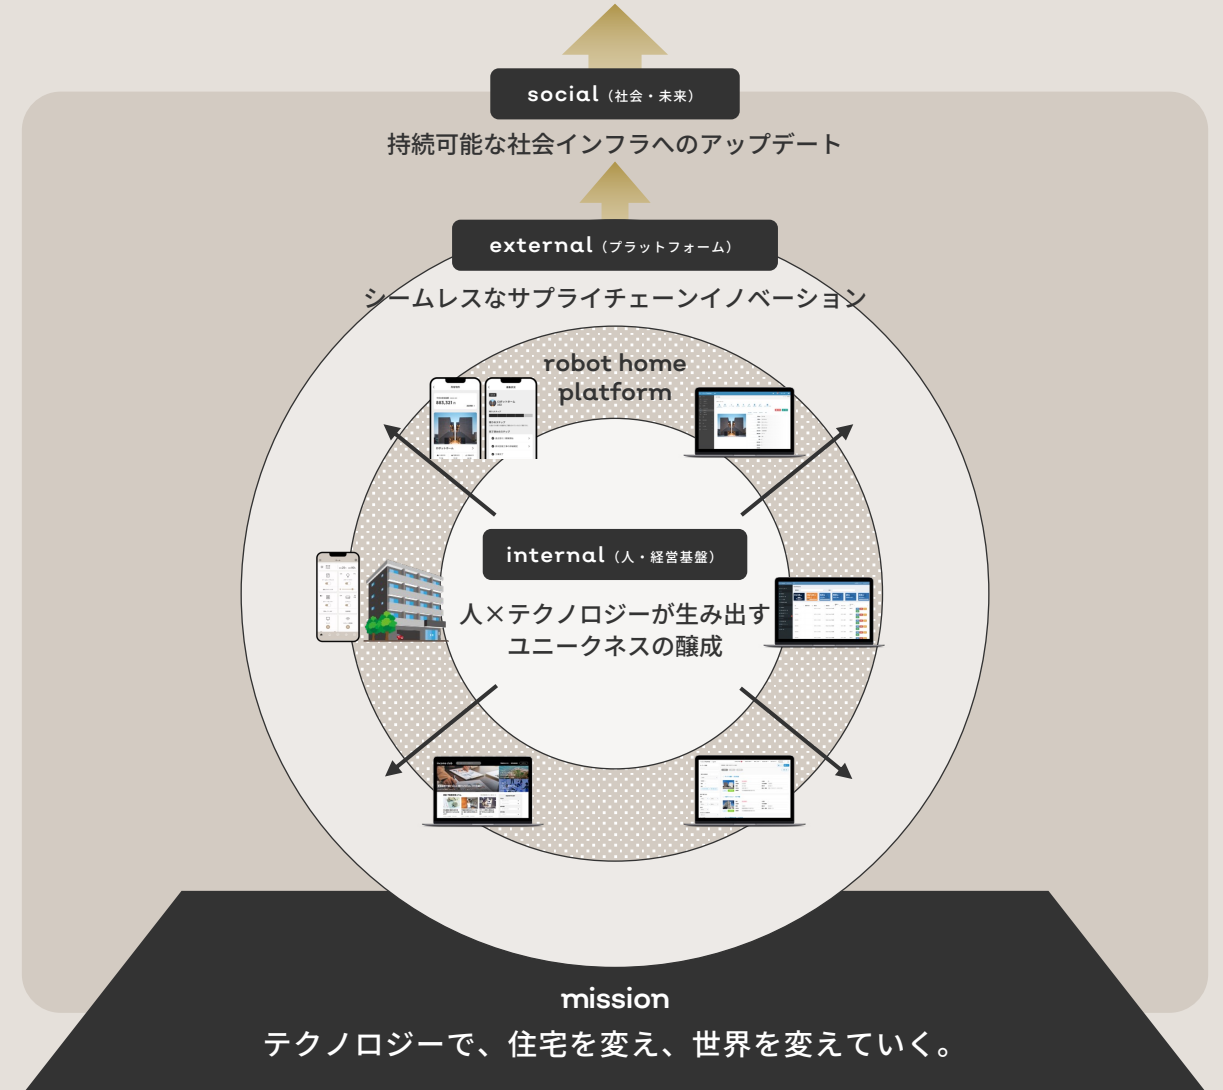 social（社会・未来）
持続可能な社会インフラへのアップデート
external（プラットフォーム）
シームレスなサプライチェーンイノベーション
robot home
platform
internal（人・経営基盤）
人×テクノロジーが生み出す
ユニークネスの醸成
mission
テクノロジーで、住宅を変え、世界を変えていく。